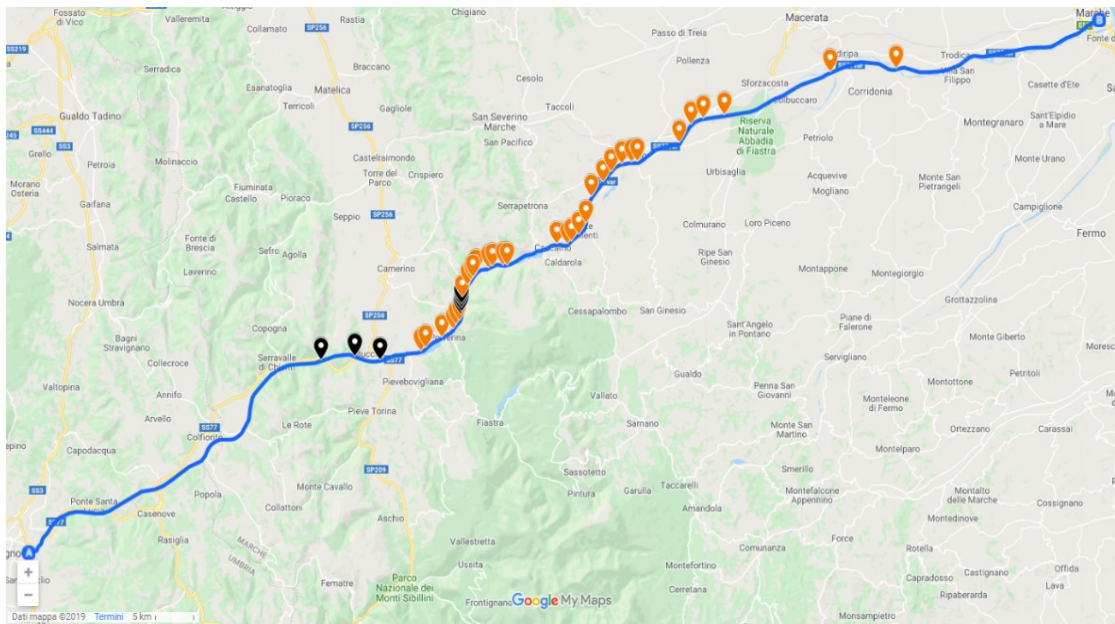 Fossato
di Vico
Valleremita
Collamato
SP256
Rastia
Chigiano
SS219
Serradica
Braccano
Passo di Treia
Macerata
Marche
B
Fonte d
Pollenza
Trodica
Villa San
Filippo
Casette d'Ete
Corridonia
Esanatoglia
Matelica
Cesolo
Sforzacosta
Colbuccaro
Gualdo Tadino
Terricoli
Gagliole
San Severino
Marche
Taccoli
Riserva
Naturale
Abbadia
di Fiastra
Montegranaro
Sant'Elpidio
a Mare
SS444
SS3
Grello
Petroia
Molinaccio
SP256
San Pacifico
Petriolo
Monte Urano
Castelraimondo
Torre del
Parco
Crispiero
Urbisaglia
Acquevive
Mogliano
Monte San
Pietrangeli
Morano
Osteria
Gaifana
Fiuminata
Castello
Pioraco
Serrapetrona
Campiglione
Seppio
SP256
Colmurano
Loro Piceno
Fermo
Salmata
Fonte di
Brescia
Sefro
Agolla
Camerino
Caldarola
Ripe San
Ginesio
Montappone
Montegiorgio
Laverino
Nocera Umbra
Grottazzolina
Copogna
SP256
Cessapalombo
San Ginesio
Sant'Angelo
in Pontano
Piane di
Falerone
Monte Giberto
Bagni
Stravignano
Collecroce
SS77
Servigliano
Pievebovigliana
Gualdo
Petritoli
Valtopina
Annifo
Penna San
Giovanni
Montottone
Arvello
SS77
Colfiorito
Le Rote
Pieve Torina
Fiastra
Vallato
Sarnano
Monteleone
di Fermo
Ortezzano
Carassai
Monte San
Martino
Montelparo
Capodacqua
SP209
Sassotetto
Smerillo
SS3
Ponte Santa
Popola
Monte Cavallo
Pintura
Garulla
Taccarelli
Montefalcone
Appennino
Montalto
delle Marche
Cossignano
Casenove
Collattoni
Aschio
Amandola
Montedinove
Rasiglia
MARCHE
UMBRIA
Vallestretta
Comunanza
Force
Rotella
A
Ussita
Montefortino
Castignano
Offida
Capradosso
Lava
Fematre
Parco
Nazionale dei
Monti Sibillini
Frontignano
Cerretana
Ripaberarda
Google My Maps
Monsampietro
+
−
Dati mappa ©2019 Termini 5 km